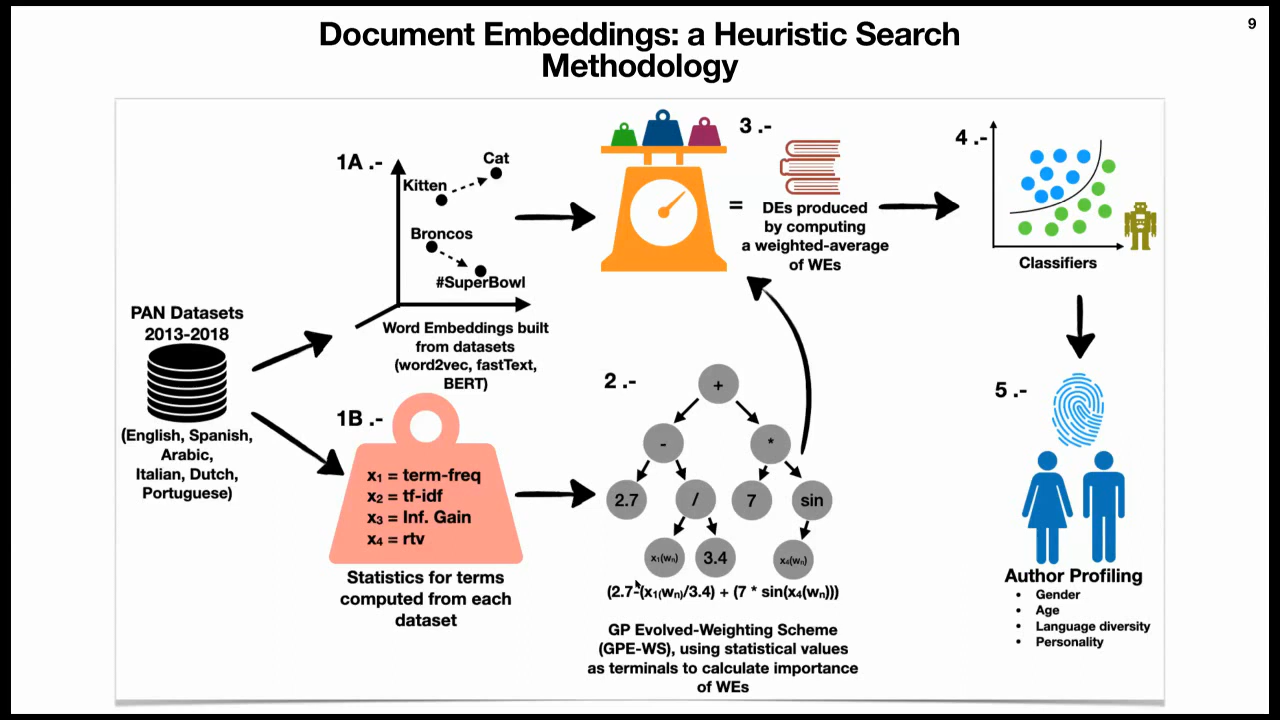 9
Document Embeddings: a Heuristic Search
Methodology
PAN Datasets
2013-2018
(English, Spanish,
Arabic,
Italian, Dutch,
Portuguese)
1A .-
Cat
Kitten
Broncos
#SuperBowl
Word Embeddings built
from datasets
(word2vec, fastText,
BERT)
1B .-
x₁ = term-freq
x₂ = tf-idf
x₃ = Inf. Gain
x₄ = rtv
Statistics for terms
computed from each
dataset
2 .-
+
-
*
2.7
/
7
sin
x₁(wₙ)
3.4
x₄(wₙ)
(2.7-(x₁(wₙ)/3.4) + (7 * sin(x₄(wₙ)))
GP Evolved-Weighting Scheme
(GPE-WS), using statistical values
as terminals to calculate importance
of WEs
3 .-
=
DEs produced
by computing
a weighted-average
of WEs
4 .-
Classifiers
5 .-
Author Profiling
• Gender
• Age
• Language diversity
• Personality